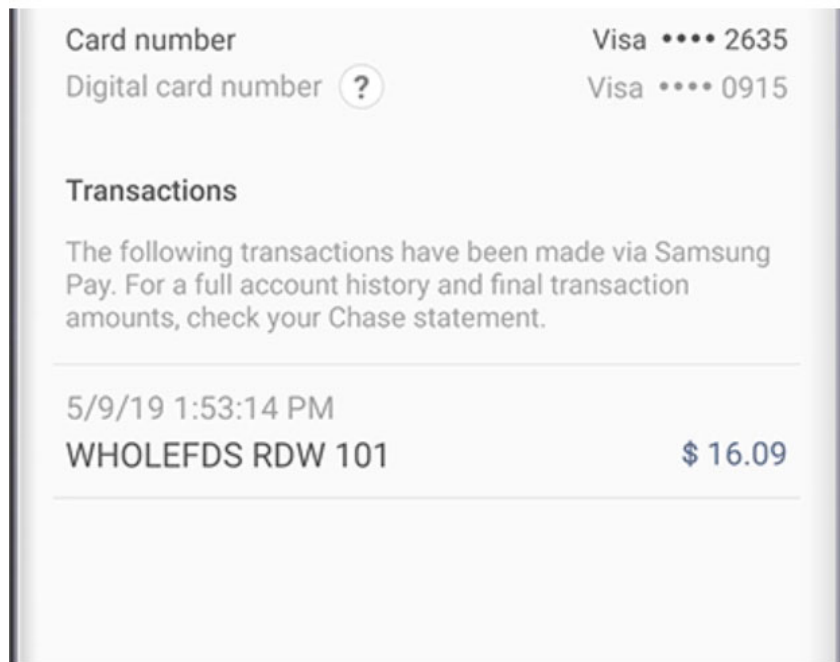 Card number Visa •••• 2635
Digital card number ? Visa •••• 0915
Transactions
The following transactions have been made via Samsung
Pay. For a full account history and final transaction
amounts, check your Chase statement.
5/9/19 1:53:14 PM
WHOLEFDS RDW 101 $ 16.09